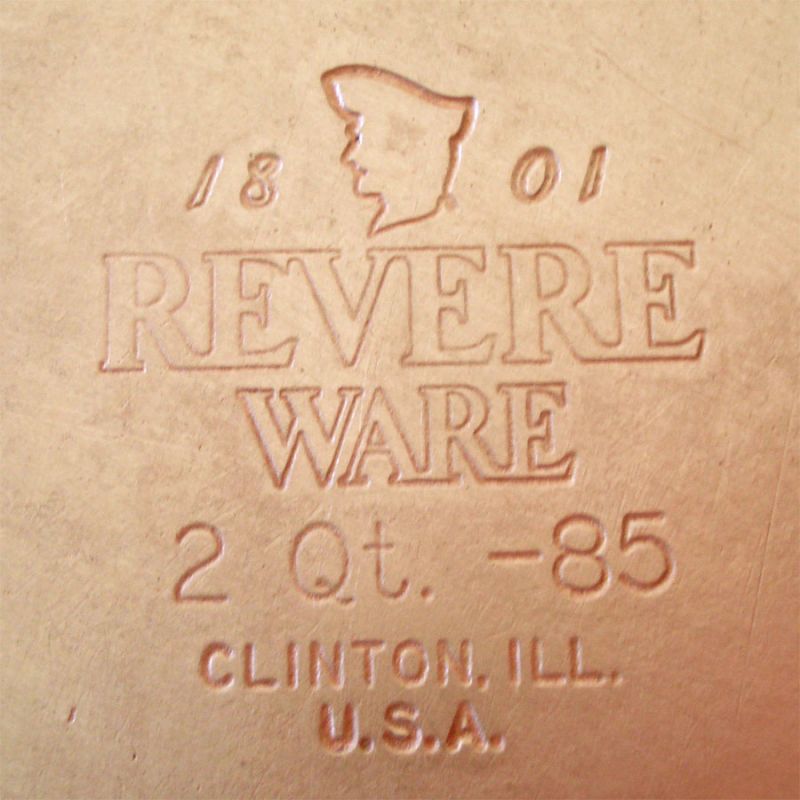 18 01
REVERE
WARE
2 Qt. -85
CLINTON, ILL.
U.S.A.